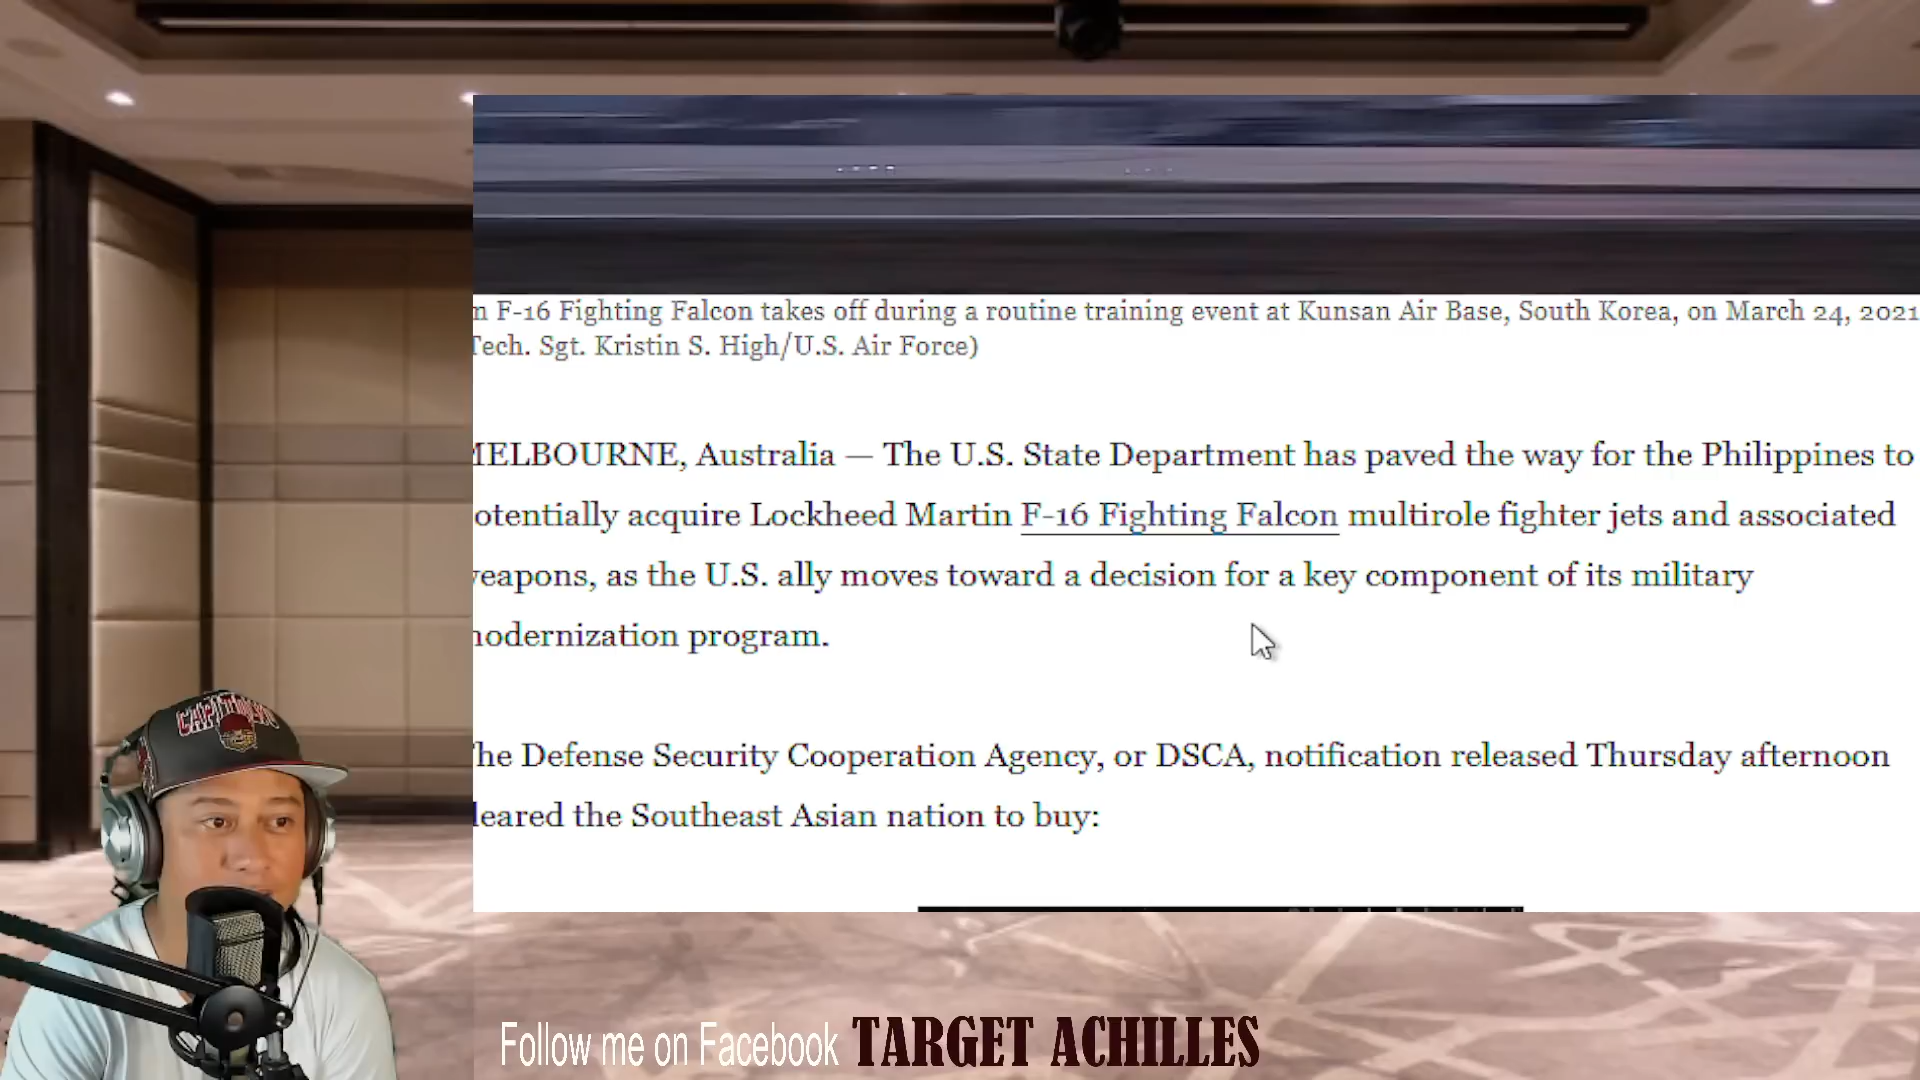 n F-16 Fighting Falcon takes off during a routine training event at Kunsan Air Base, South Korea, on March 24, 2021
Tech. Sgt. Kristin S. High/U.S. Air Force)
MELBOURNE, Australia — The U.S. State Department has paved the way for the Philippines to
otentially acquire Lockheed Martin F-16 Fighting Falcon multirole fighter jets and associated
weapons, as the U.S. ally moves toward a decision for a key component of its military
modernization program.
The Defense Security Cooperation Agency, or DSCA, notification released Thursday afternoon
leared the Southeast Asian nation to buy:
Follow me on Facebook TARGET ACHILLES